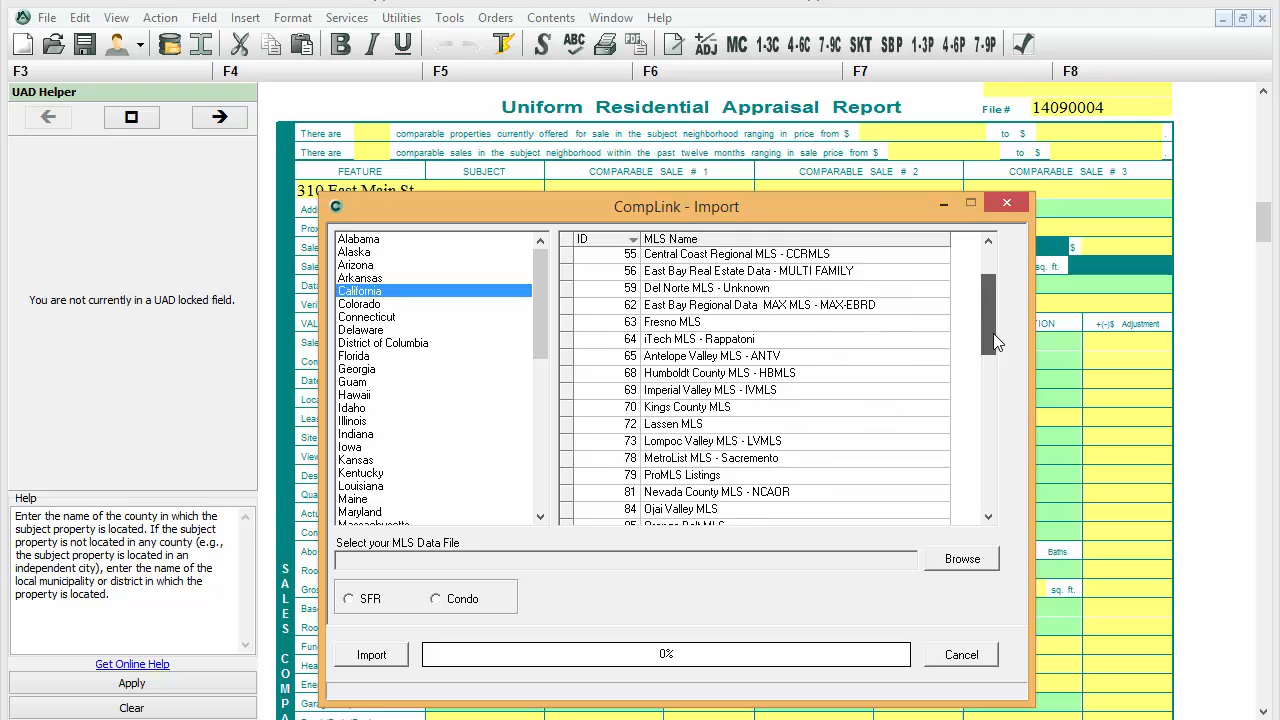 File Edit View Action Field Insert Format Services Utilities Tools Orders Contents Window Help
ABC PDF ADJ MC 1-3C 4-6C 7-9C SKT SBP 1-3P 4-6P 7-9P
F3 F4 F5 F6 F7 F8
UAD Helper
You are not currently in a UAD locked field.
Help
Enter the name of the county in which the
subject property is located. If the subject
property is not located in any county (e.g.,
the subject property is located in an
independent city), enter the name of the
local municipality or district in which the
property is located.
Get Online Help
Apply
Clear
Uniform Residential Appraisal Report File # 14090004
There are comparable properties currently offered for sale in the subject neighborhood ranging in price from $ to $ .
There are comparable sales in the subject neighborhood within the past twelve months ranging in sale price from $ to $ .
FEATURE SUBJECT COMPARABLE SALE # 1 COMPARABLE SALE # 2 COMPARABLE SALE # 3
310 East Main St
$
sq. ft.
+(-)$ Adjustment
Baths
sq. ft.
SALES COMPA
CompLink - Import
Alabama
Alaska
Arizona
Arkansas
California
Colorado
Connecticut
Delaware
District of Columbia
Florida
Georgia
Guam
Hawaii
Idaho
Illinois
Indiana
Iowa
Kansas
Kentucky
Louisiana
Maine
Maryland
Massachusetts
ID MLS Name
55 Central Coast Regional MLS - CCRMLS
58 East Bay Real Estate Data - MULTI FAMILY
59 Del Norte MLS - Unknown
62 East Bay Regional Data MAX MLS - MAX-EBRD
63 Fresno MLS
64 iTech MLS - Rappatoni
65 Antelope Valley MLS - ANTV
68 Humboldt County MLS - HBMLS
69 Imperial Valley MLS - IVMLS
70 Kings County MLS
72 Lassen MLS
73 Lompoc Valley MLS - LVMLS
78 MetroList MLS - Sacramento
79 ProMLS Listings
81 Nevada County MLS - NCAOR
84 Ojai Valley MLS
Select your MLS Data File
Browse
SFR Condo
Import 0% Cancel